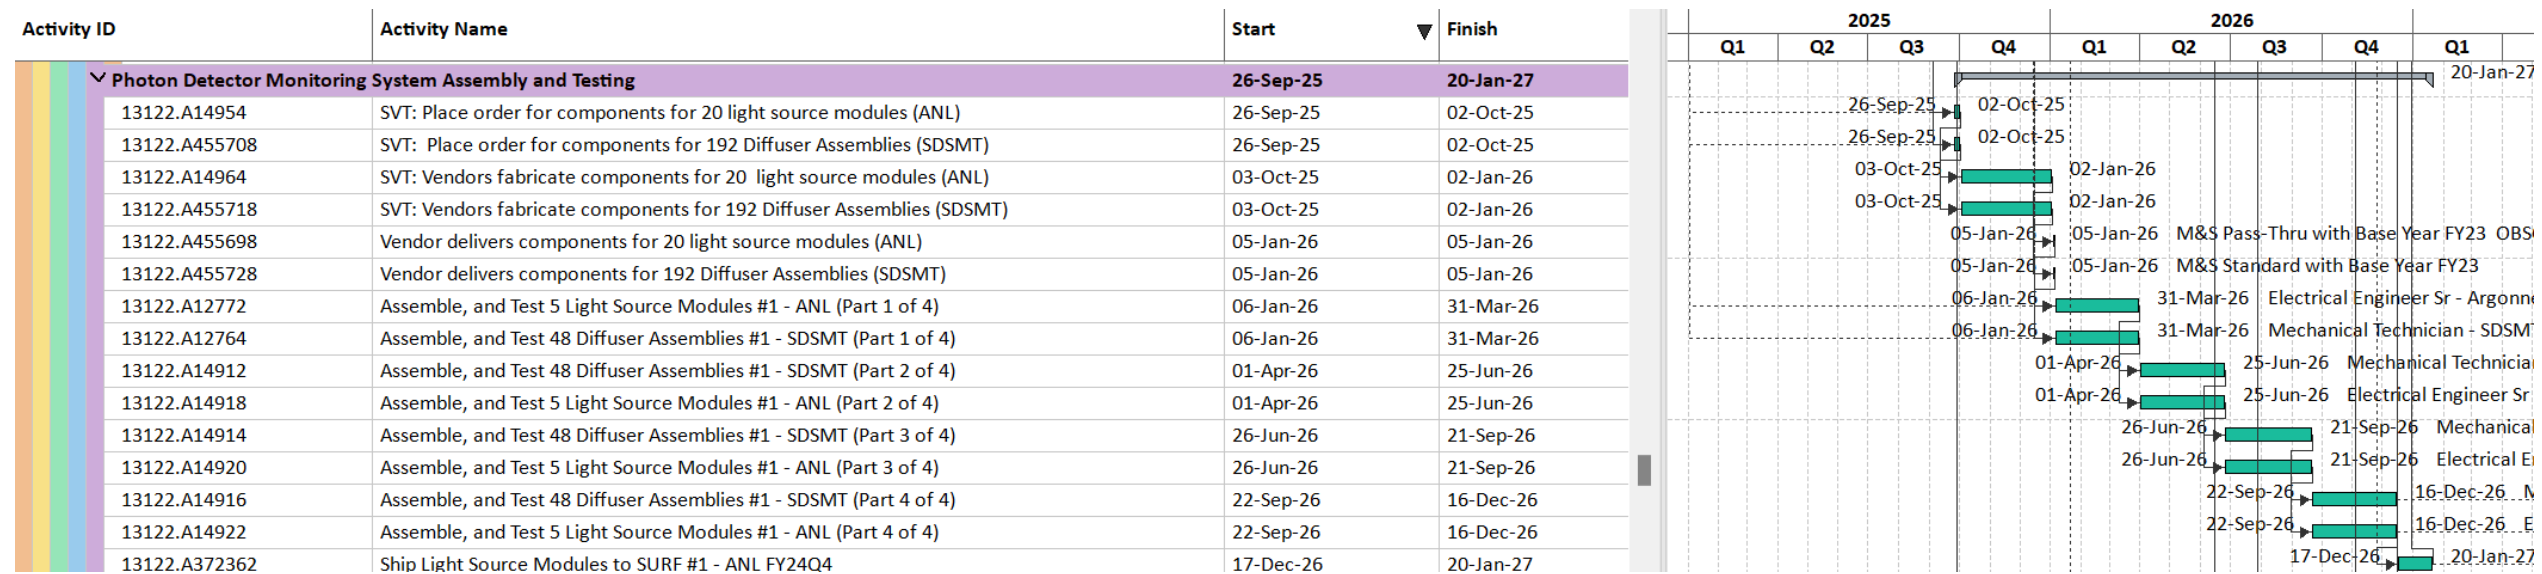 Activity ID Activity Name Start Finish 2025 2026
Q1 Q2 Q3 Q4 Q1 Q2 Q3 Q4 Q1
Photon Detector Monitoring System Assembly and Testing 26-Sep-25 20-Jan-27 20-Jan-27
13122.A14954 SVT: Place order for components for 20 light source modules (ANL) 26-Sep-25 02-Oct-25 26-Sep-25 02-Oct-25
13122.A455708 SVT:  Place order for components for 192 Diffuser Assemblies (SDSMT) 26-Sep-25 02-Oct-25 26-Sep-25 02-Oct-25
13122.A14964 SVT: Vendors fabricate components for 20  light source modules (ANL) 03-Oct-25 02-Jan-26 03-Oct-25 02-Jan-26
13122.A455718 SVT: Vendors fabricate components for 192 Diffuser Assemblies (SDSMT) 03-Oct-25 02-Jan-26 03-Oct-25 02-Jan-26
13122.A455698 Vendor delivers components for 20 light source modules (ANL) 05-Jan-26 05-Jan-26 05-Jan-26 05-Jan-26 M&S Pass-Thru with Base Year FY23
13122.A455728 Vendor delivers components for 192 Diffuser Assemblies (SDSMT) 05-Jan-26 05-Jan-26 05-Jan-26 05-Jan-26 M&S Standard with Base Year FY23
13122.A12772 Assemble, and Test 5 Light Source Modules #1 - ANL (Part 1 of 4) 06-Jan-26 31-Mar-26 06-Jan-26 31-Mar-26 Electrical Engineer Sr - Argonne
13122.A12764 Assemble, and Test 48 Diffuser Assemblies #1 - SDSMT (Part 1 of 4) 06-Jan-26 31-Mar-26 06-Jan-26 31-Mar-26 Mechanical Technician - SDSMT
13122.A14912 Assemble, and Test 48 Diffuser Assemblies #1 - SDSMT (Part 2 of 4) 01-Apr-26 25-Jun-26 01-Apr-26 25-Jun-26 Mechanical Technician
13122.A14918 Assemble, and Test 5 Light Source Modules #1 - ANL (Part 2 of 4) 01-Apr-26 25-Jun-26 01-Apr-26 25-Jun-26 Electrical Engineer Sr
13122.A14914 Assemble, and Test 48 Diffuser Assemblies #1 - SDSMT (Part 3 of 4) 26-Jun-26 21-Sep-26 26-Jun-26 21-Sep-26 Mechanical
13122.A14920 Assemble, and Test 5 Light Source Modules #1 - ANL (Part 3 of 4) 26-Jun-26 21-Sep-26 26-Jun-26 21-Sep-26 Electrical
13122.A14916 Assemble, and Test 48 Diffuser Assemblies #1 - SDSMT (Part 4 of 4) 22-Sep-26 16-Dec-26 22-Sep-26 16-Dec-26
13122.A14922 Assemble, and Test 5 Light Source Modules #1 - ANL (Part 4 of 4) 22-Sep-26 16-Dec-26 22-Sep-26 16-Dec-26
13122.A372362 Ship Light Source Modules to SURF #1 - ANL FY24Q4 17-Dec-26 20-Jan-27 17-Dec-26 20-Jan-27